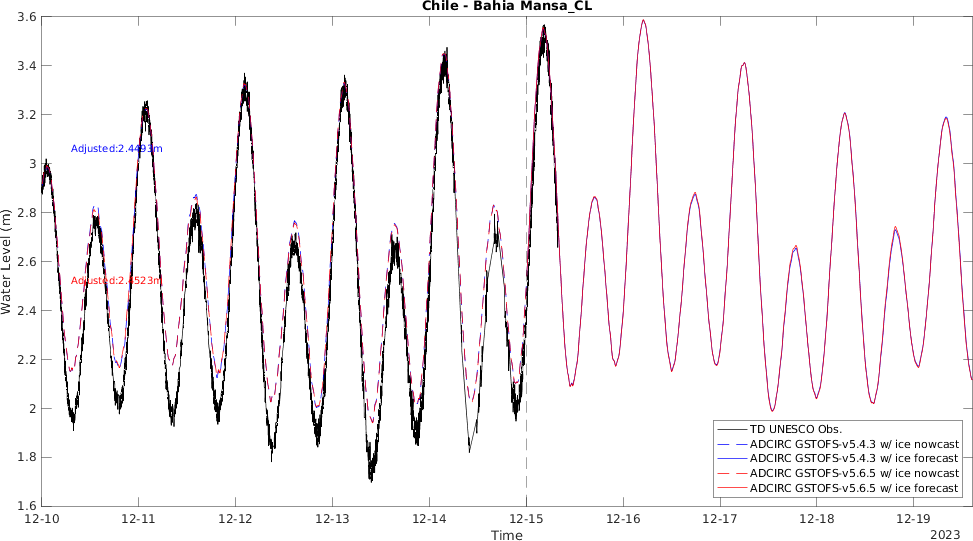 Chile - Bahia Mansa_CL
3.6
3.4
3.2
3
2.8
2.6
2.4
2.2
2
1.8
1.6
Water Level (m)
Adjusted:2.4493m
Adjusted:2.4523m
TD UNESCO Obs.
ADCIRC GSTOFS-v5.4.3 w/ ice nowcast
ADCIRC GSTOFS-v5.4.3 w/ ice forecast
ADCIRC GSTOFS-v5.6.5 w/ ice nowcast
ADCIRC GSTOFS-v5.6.5 w/ ice forecast
12-10 12-11 12-12 12-13 12-14 12-15 12-16 12-17 12-18 12-19
Time
2023